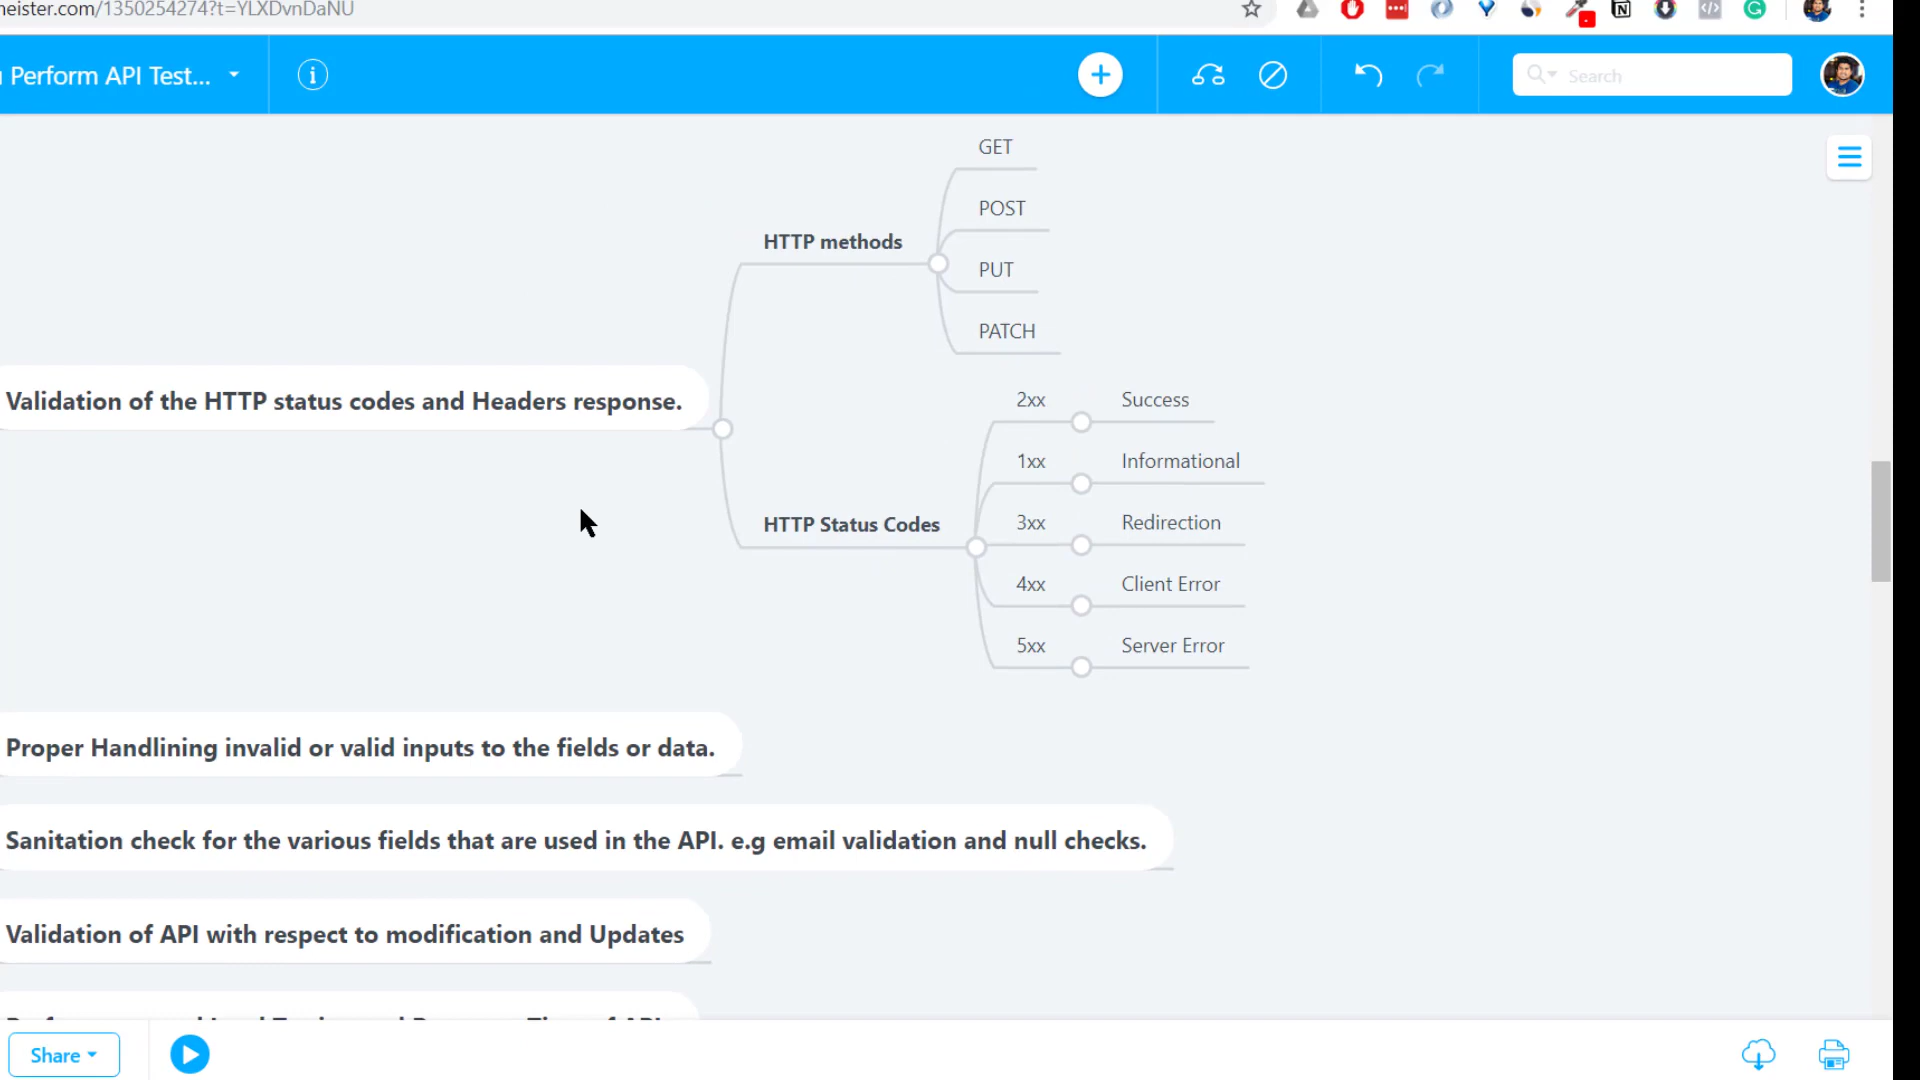 neister.com/1350254274?t=YLXDvnDaNU
Perform API Test...
Search
GET
POST
HTTP methods
PUT
PATCH
Validation of the HTTP status codes and Headers response.
2xx Success
1xx Informational
HTTP Status Codes
3xx Redirection
4xx Client Error
5xx Server Error
Proper Handlining invalid or valid inputs to the fields or data.
Sanitation check for the various fields that are used in the API. e.g email validation and null checks.
Validation of API with respect to modification and Updates
Share